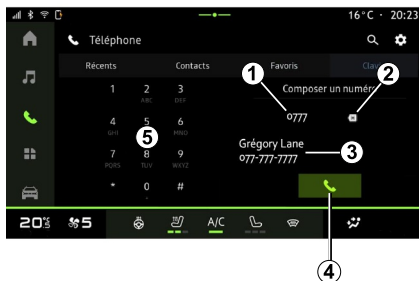 16°C · 20:23
Téléphone
Récents Contacts Favoris Clav
1 2 3
ABC DEF
Composer un numéro
1 2
0777
4 5 6
GHI MNO
5
Grégory Lane
077-777-7777
3
7 8 9
PQRS TUV WXYZ
* 0 #
20.5 5 A/C
4